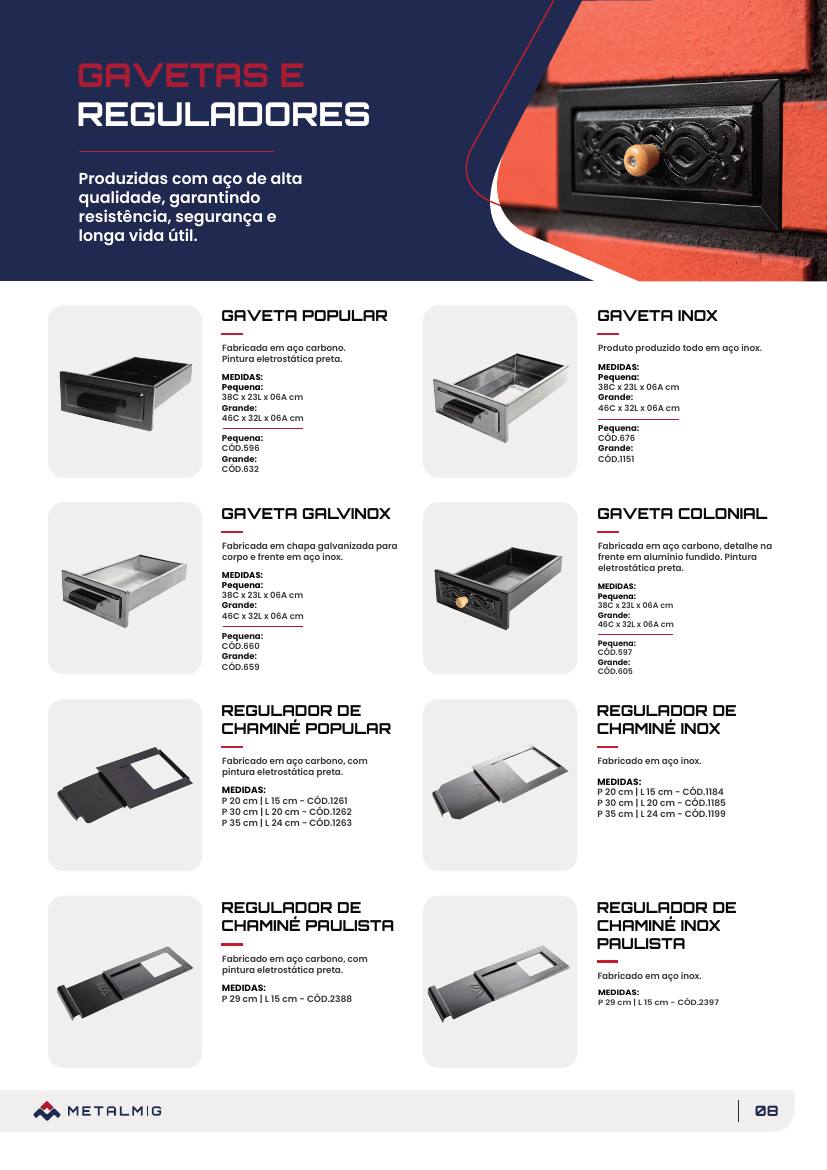 GAVETAS E
REGULADORES
Produzidas com aço de alta
qualidade, garantindo
resistência, segurança e
longa vida útil.
GAVETA POPULAR
Fabricada em aço carbono.
Pintura eletrostática preta.
MEDIDAS:
Pequena:
38C x 23L x 06A cm
Grande:
46C x 32L x 06A cm
Pequena:
CÓD.596
Grande:
CÓD.632
GAVETA INOX
Produto produzido todo em aço inox.
MEDIDAS:
Pequena:
38C x 23L x 06A cm
Grande:
46C x 32L x 06A cm
Pequena:
CÓD.676
Grande:
CÓD.1151
GAVETA GALVINOX
Fabricada em chapa galvanizada para
corpo e frente em aço inox.
MEDIDAS:
Pequena:
38C x 23L x 06A cm
Grande:
46C x 32L x 06A cm
Pequena:
CÓD.660
Grande:
CÓD.659
GAVETA COLONIAL
Fabricada em aço carbono, detalhe na
frente em alumínio fundido. Pintura
eletrostática preta.
MEDIDAS:
Pequena:
38C x 23L x 06A cm
Grande:
46C x 32L x 06A cm
Pequena:
CÓD.597
Grande:
CÓD.605
REGULADOR DE
CHAMINÉ POPULAR
Fabricado em aço carbono, com
pintura eletrostática preta.
MEDIDAS:
P 20 cm | L 15 cm - CÓD.1261
P 30 cm | L 20 cm - CÓD.1262
P 35 cm | L 24 cm - CÓD.1263
REGULADOR DE
CHAMINÉ INOX
Fabricado em aço inox.
MEDIDAS:
P 20 cm | L 15 cm - CÓD.1184
P 30 cm | L 20 cm - CÓD.1185
P 35 cm | L 24 cm - CÓD.1199
REGULADOR DE
CHAMINÉ PAULISTA
Fabricado em aço carbono, com
pintura eletrostática preta.
MEDIDAS:
P 29 cm | L 15 cm - CÓD.2388
REGULADOR DE
CHAMINÉ INOX
PAULISTA
Fabricado em aço inox.
MEDIDAS:
P 29 cm | L 15 cm - CÓD.2397
METALMIG
08